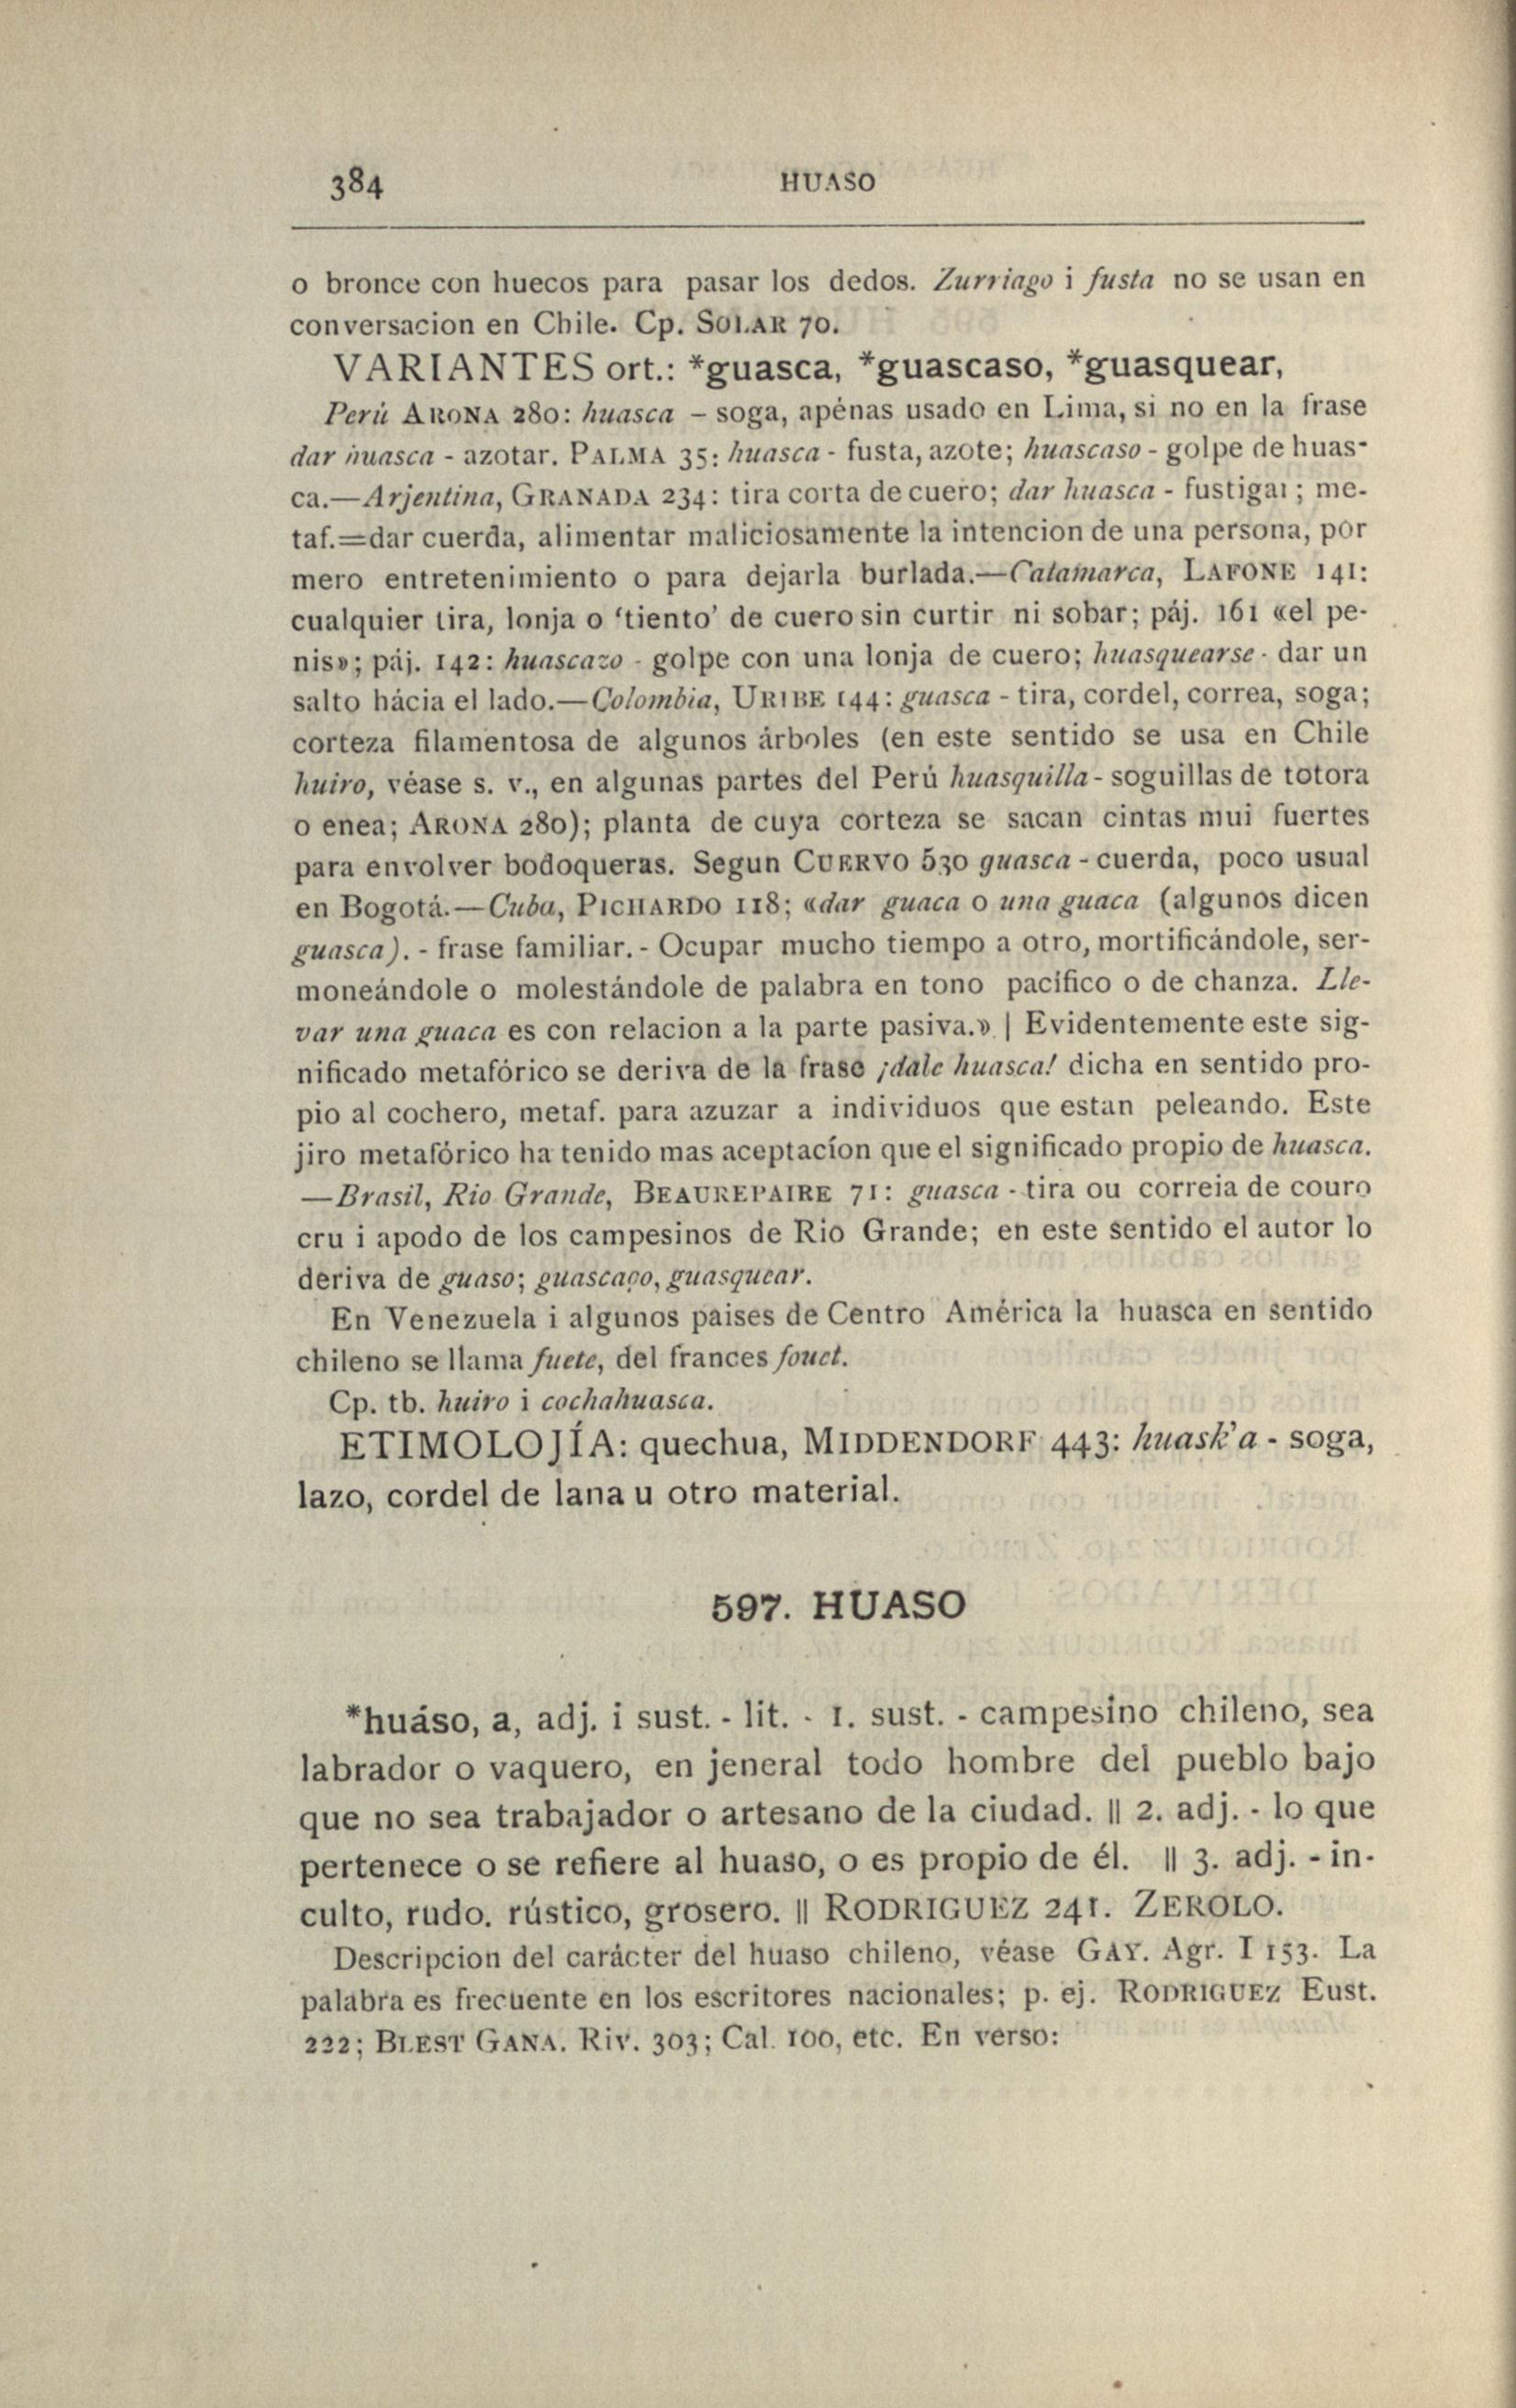 384
HUASO
o bronce con huecos para pasar los dedos. Zurriago i fusta no se usan en
conversacion en Chile. Cp. SOLAR 70.
VARIANTES ort.: *guasca, *guascaso, *guasquear,
Perú ARONA 280: huasca – soga, apénas usado en Lima, si no en la frase
dar huasca - azotar. PALMA 35: huasca - fusta, azote; huascaso - golpe de huas-
ca.—Arjentina, GRANADA 234: tira corta de cuero; dar huasca - fustigar; me-
taf.=dar cuerda, alimentar maliciosamente la intencion de una persona, por
mero entretenimiento o para dejarla burlada.—Catamarca, LAFONE 141:
cualquier tira, lonja o ‘tiento’ de cuero sin curtir ni sobar; páj. 161 «el pe-
nis»; páj. 142: huascazo - golpe con una lonja de cuero; huasquearse - dar un
salto hácia el lado.—Colombia, URIBE 144: guasca - tira, cordel, correa, soga;
corteza filamentosa de algunos árboles (en este sentido se usa en Chile
huiro, véase s. v., en algunas partes del Perú huasquilla - soguillas de totora
o enea; ARONA 280); planta de cuya corteza se sacan cintas mui fuertes
para envolver bodoqueras. Segun CUERVO 530 guasca - cuerda, poco usual
en Bogotá.—Cuba, PICHARDO 118; «dar guaca o una guaca (algunos dicen
guasca). - frase familiar. - Ocupar mucho tiempo a otro, mortificándole, ser-
moneándole o molestándole de palabra en tono pacífico o de chanza. Lle-
var una guaca es con relacion a la parte pasiva.» | Evidentemente este sig-
nificado metafórico se deriva de la frase ¡dale huasca! dicha en sentido pro-
pio al cochero, metaf. para azuzar a individuos que estan peleando. Este
jiro metafórico ha tenido mas aceptacíon que el significado propio de huasca.
—Brasil, Rio Grande, BEAUREPAIRE 71: guasca - tira ou correia de couro
cru i apodo de los campesinos de Rio Grande; en este sentido el autor lo
deriva de guaso; guascaço, guasquear.
En Venezuela i algunos paises de Centro América la huasca en sentido
chileno se llama fuete, del frances fouet.
Cp. tb. huiro i cochahuasca.
ETIMOLOJÍA: quechua, MIDDENDORF 443: huask’a - soga,
lazo, cordel de lana u otro material.
597. HUASO
*huáso, a, adj. i sust. - lit. - 1. sust. - campesino chileno, sea
labrador o vaquero, en jeneral todo hombre del pueblo bajo
que no sea trabajador o artesano de la ciudad. || 2. adj. - lo que
pertenece o se refiere al huaso, o es propio de él. || 3. adj. - in-
culto, rudo. rústico, grosero. || RODRIGUEZ 241. ZEROLO.
Descripcion del carácter del huaso chileno, véase GAY. Agr. I 153. La
palabra es frecuente en los escritores nacionales; p. ej. RODRIGUEZ Eust.
222; BLEST GANA. Riv. 303; Cal. 100, etc. En verso: